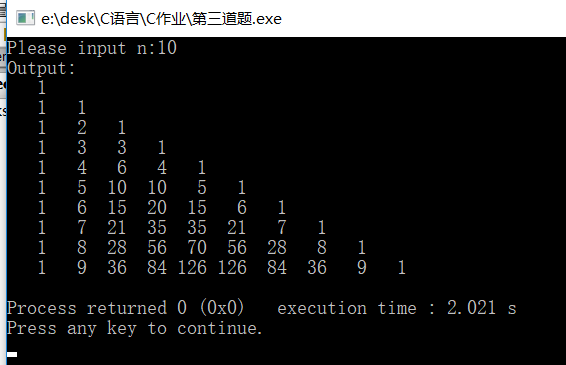 e:\desk\C语言\C作业\第三道题.exe
Please input n:10
Output:
   1
   1   1
   1   2   1
   1   3   3   1
   1   4   6   4   1
   1   5  10  10   5   1
   1   6  15  20  15   6   1
   1   7  21  35  35  21   7   1
   1   8  28  56  70  56  28   8   1
   1   9  36  84 126 126  84  36   9   1
Process returned 0 (0x0)   execution time : 2.021 s
Press any key to continue.